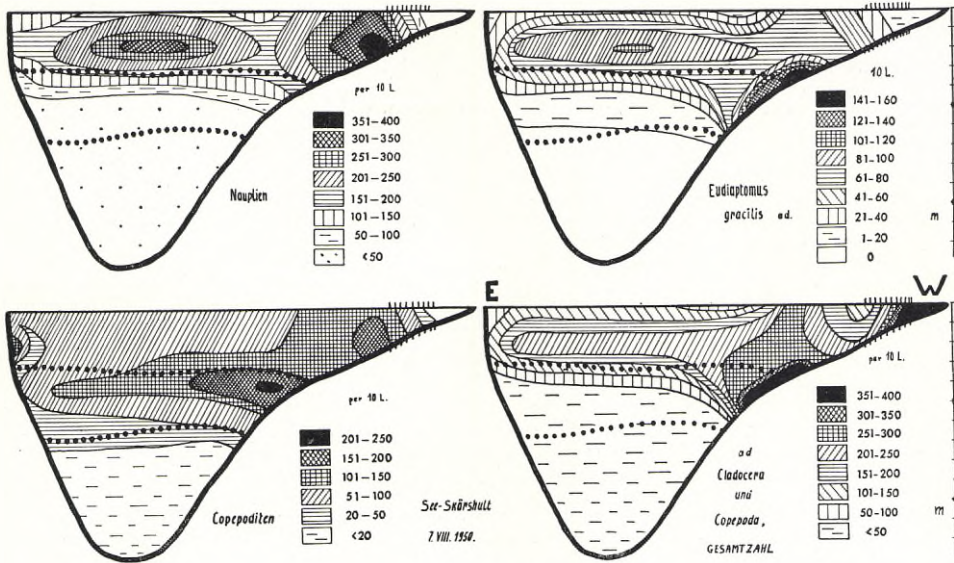 per 10 L.
351-400
301-350
251-300
201-250
151-200
101-150
50-100
<50
Nauplien
10 L.
141-160
121-140
101-120
81-100
61-80
41-60
21-40
1-20
0
Eudiaptomus
gracilis ad.
m
E
W
per 10 L.
201-250
151-200
101-150
51-100
20-50
<20
Copepoditen
See-Skärshult
7. VIII. 1950.
per 10 L.
351-400
301-350
251-300
201-250
151-200
101-150
50-100
<50
ad
Cladocera
und
Copepoda,
GESAMTZAHL
m